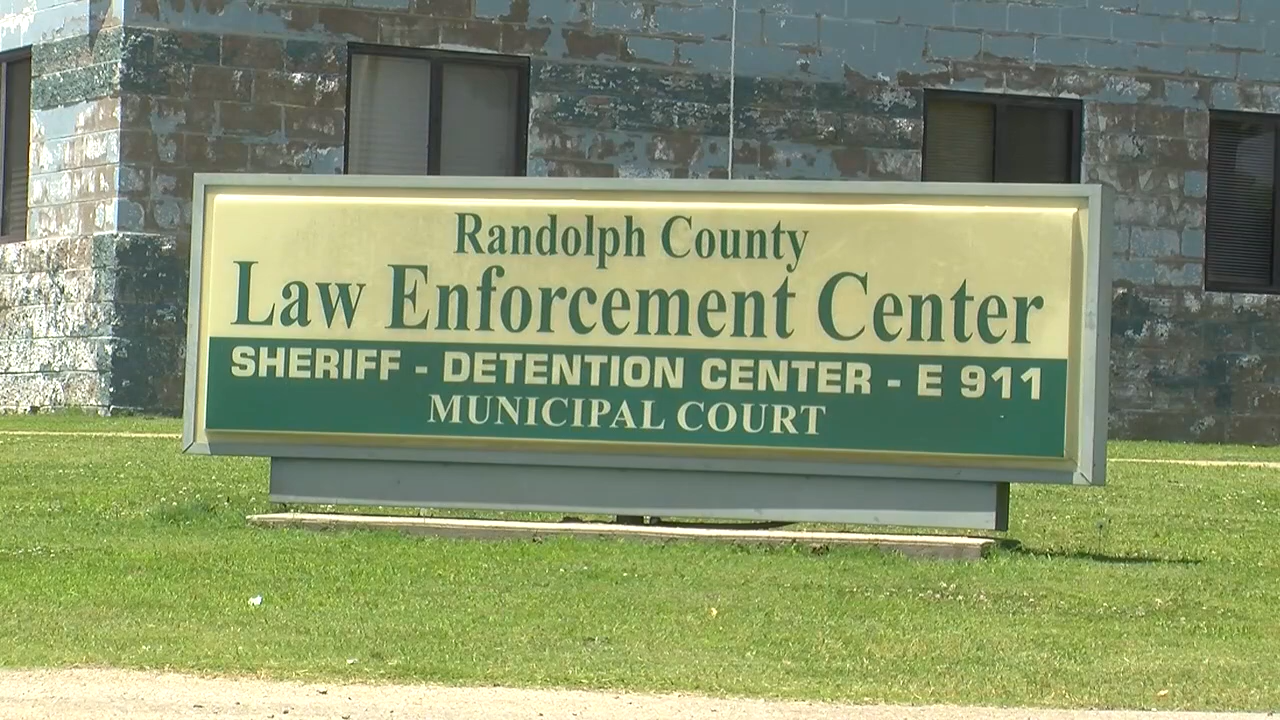 Randolph County
Law Enforcement Center
SHERIFF - DETENTION CENTER - E 911
MUNICIPAL COURT